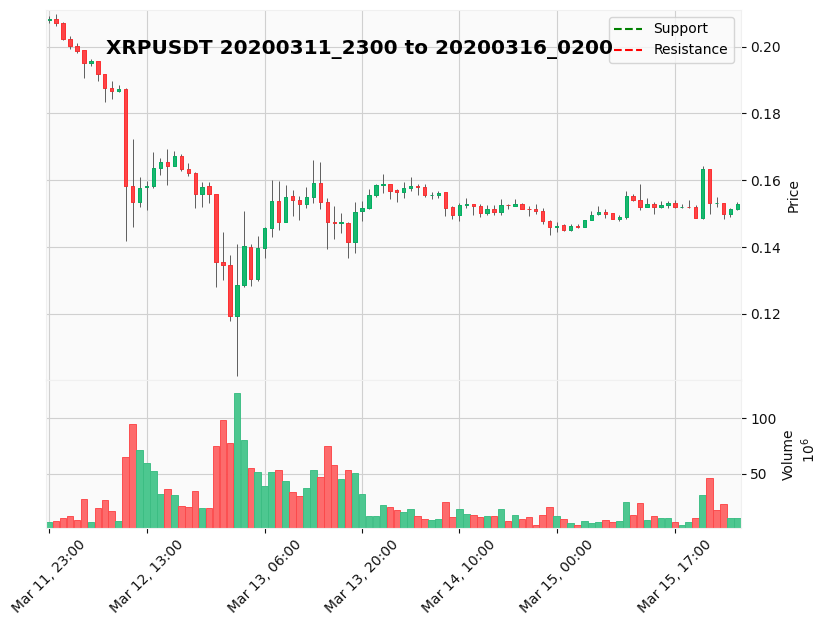 XRPUSDT 20200311_2300 to 20200316_0200
Support
Resistance
0.20
0.18
0.16
0.14
0.12
Price
100
50
Volume
10^6
Mar 11, 23:00
Mar 12, 13:00
Mar 13, 06:00
Mar 13, 20:00
Mar 14, 10:00
Mar 15, 00:00
Mar 15, 17:00